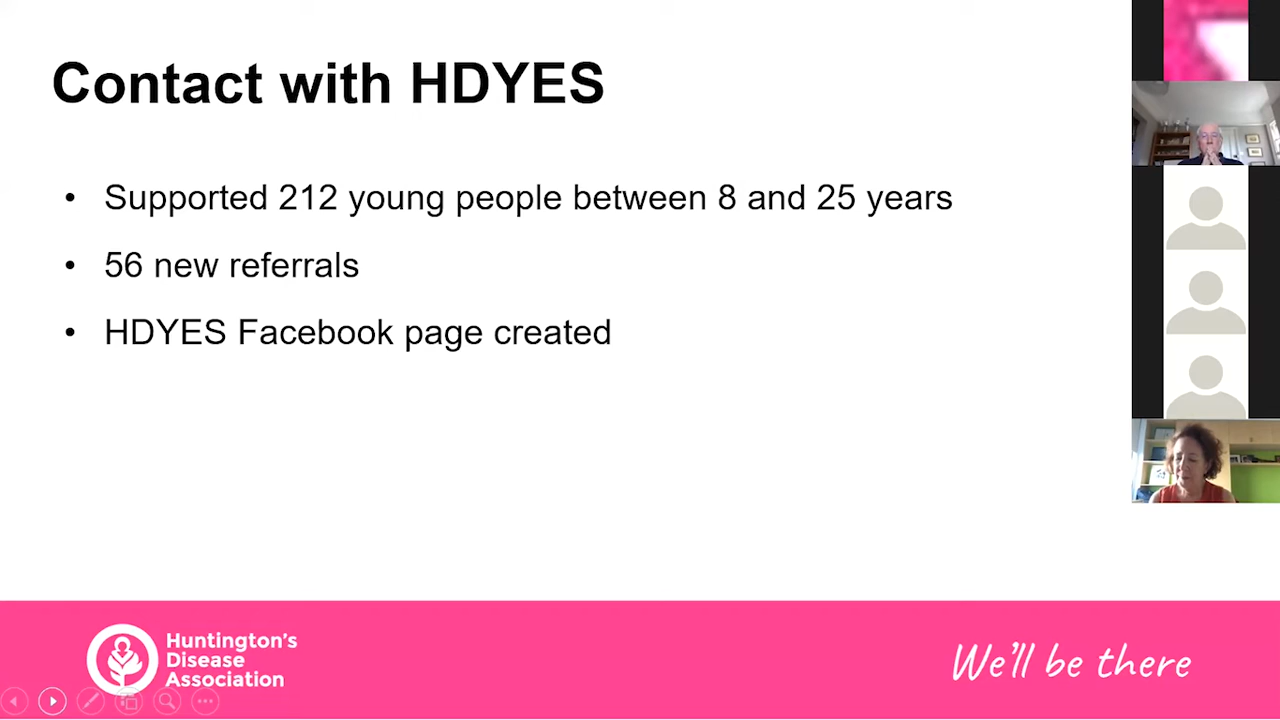 Contact with HDYES
• Supported 212 young people between 8 and 25 years
• 56 new referrals
• HDYES Facebook page created
Huntington's
Disease
Association
We'll be there